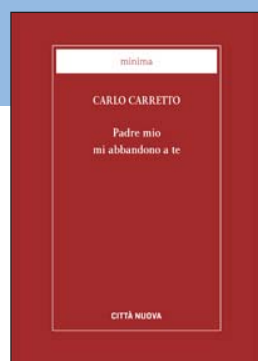 minima
CARLO CARRETTO
Padre mio
mi abbandono a te
CITTÀ NUOVA